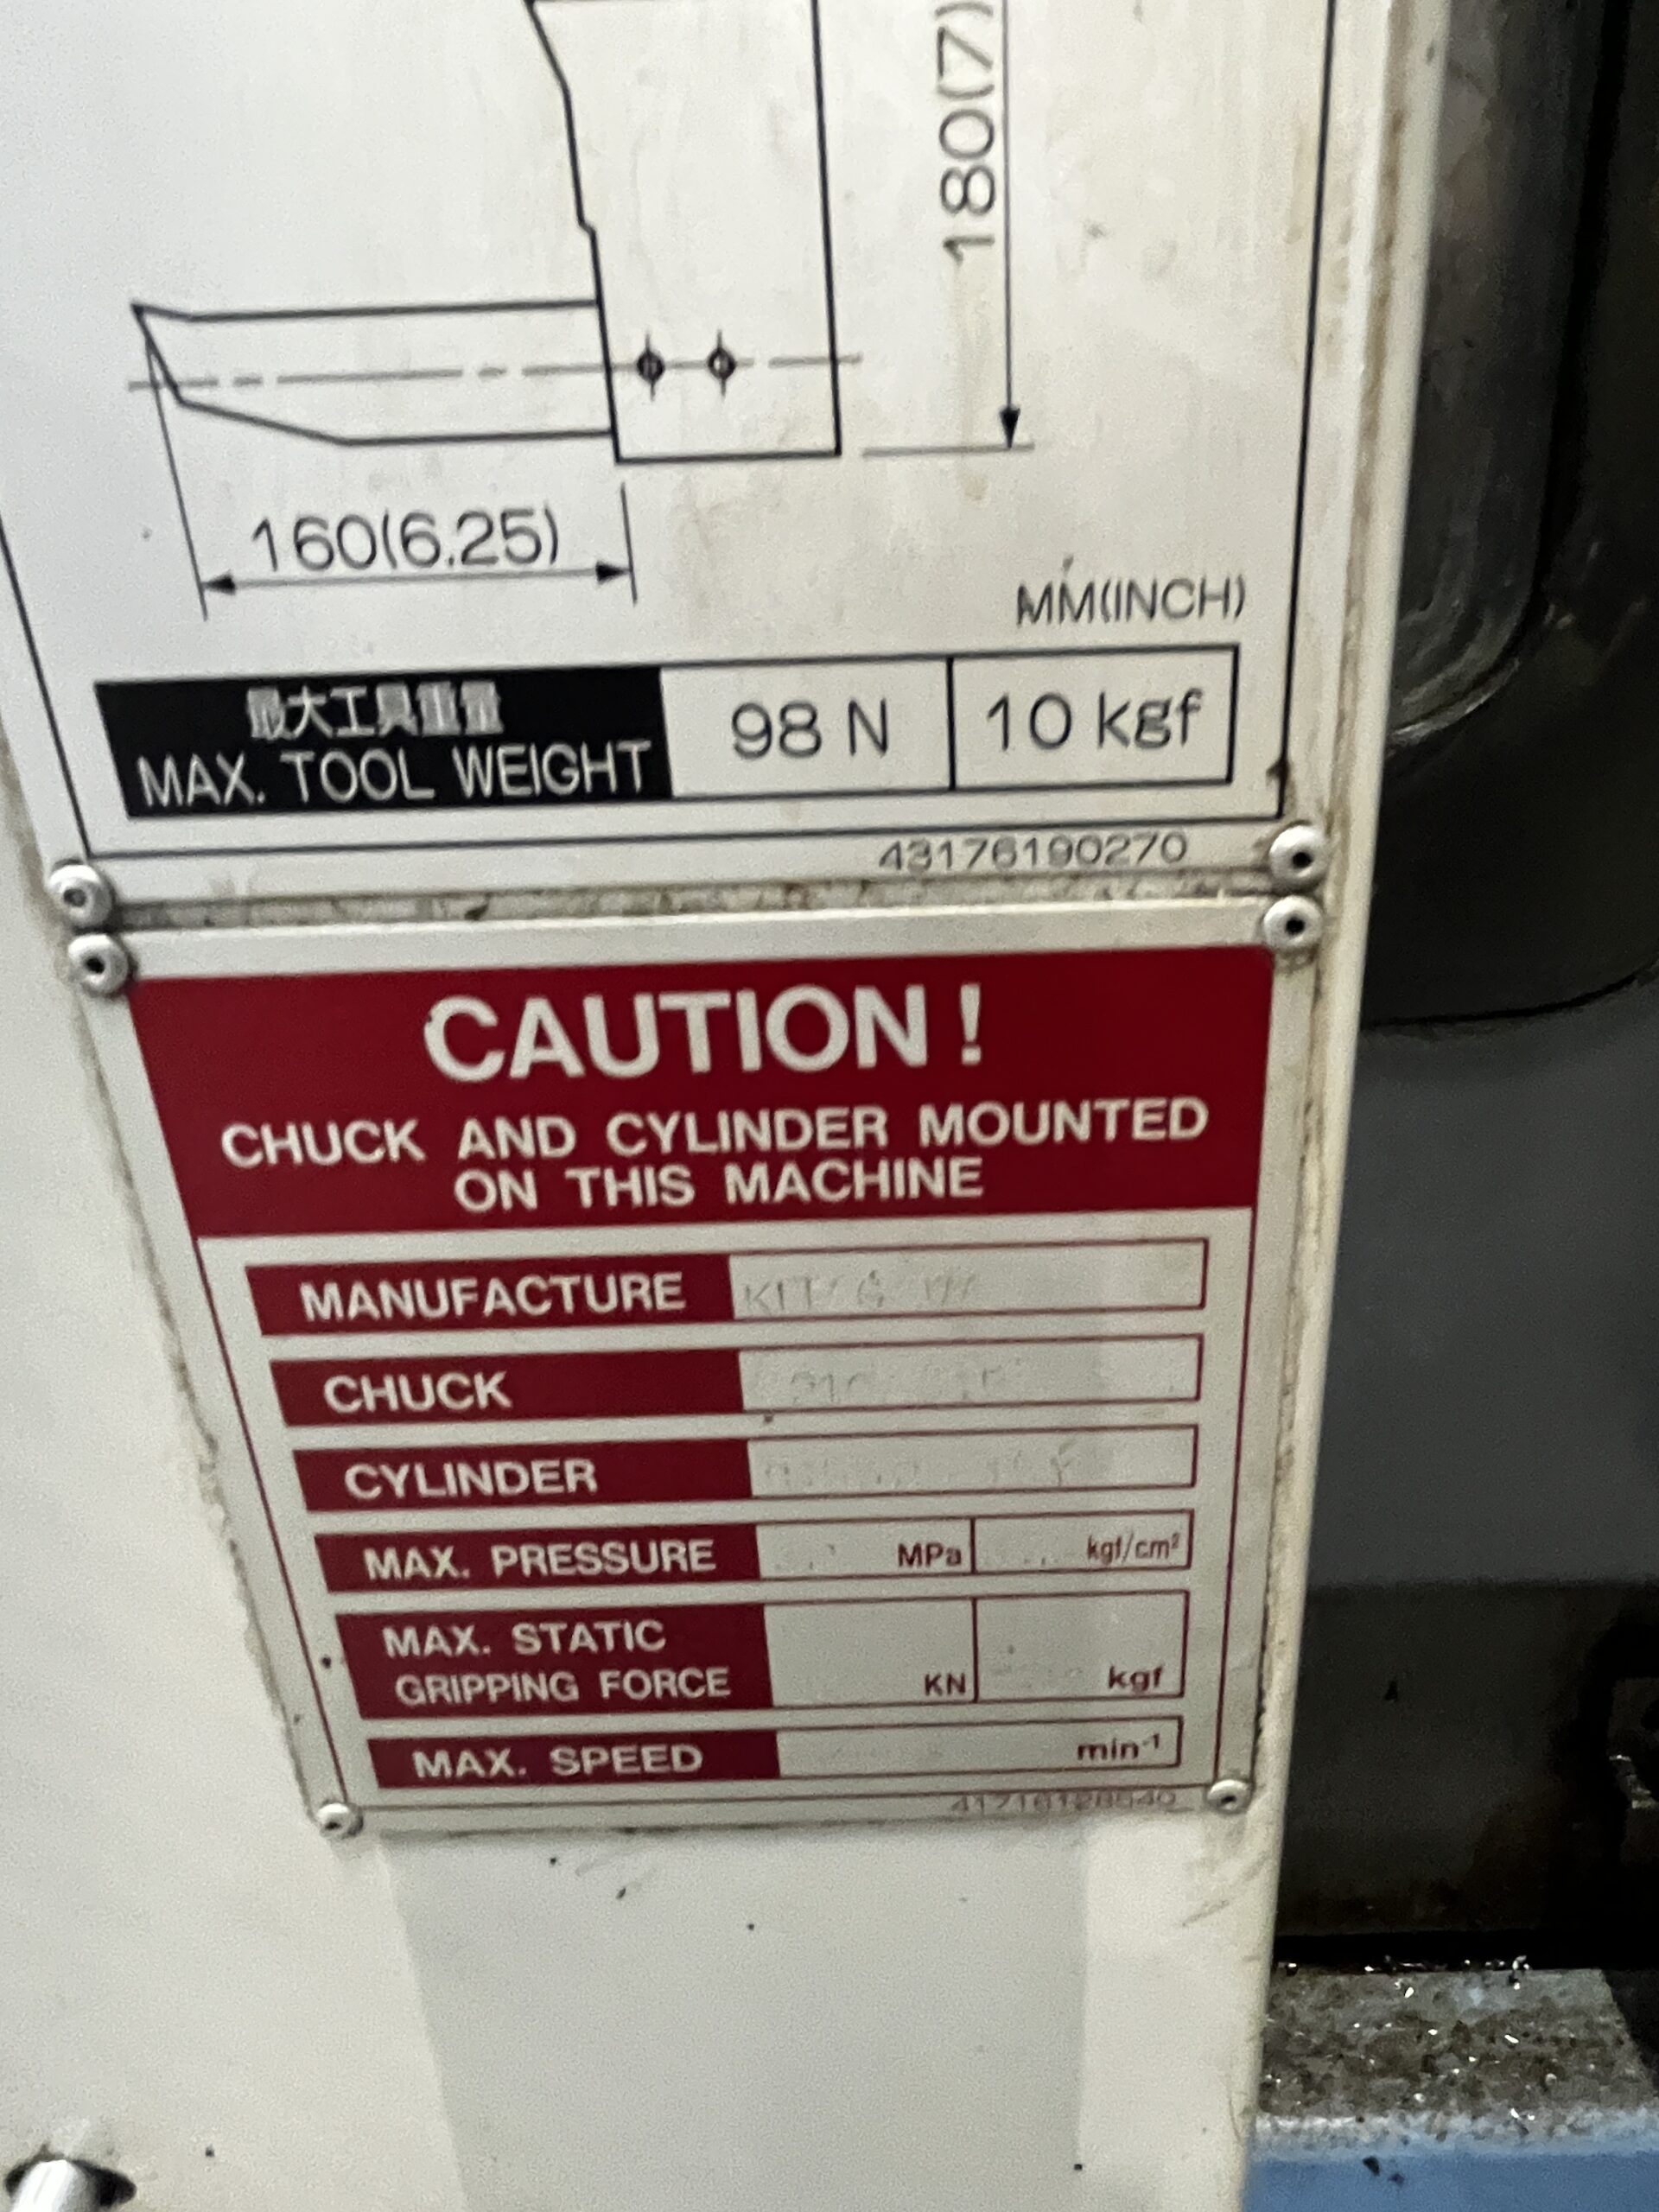 180(7)
160(6.25)
MM(INCH)
最大工具重量
MAX. TOOL WEIGHT
98 N
10 kgf
43176190270
CAUTION !
CHUCK AND CYLINDER MOUNTED
ON THIS MACHINE
MANUFACTURE
CHUCK
CYLINDER
MAX. PRESSURE MPa kgf/cm²
MAX. STATIC
GRIPPING FORCE KN kgf
MAX. SPEED min-1